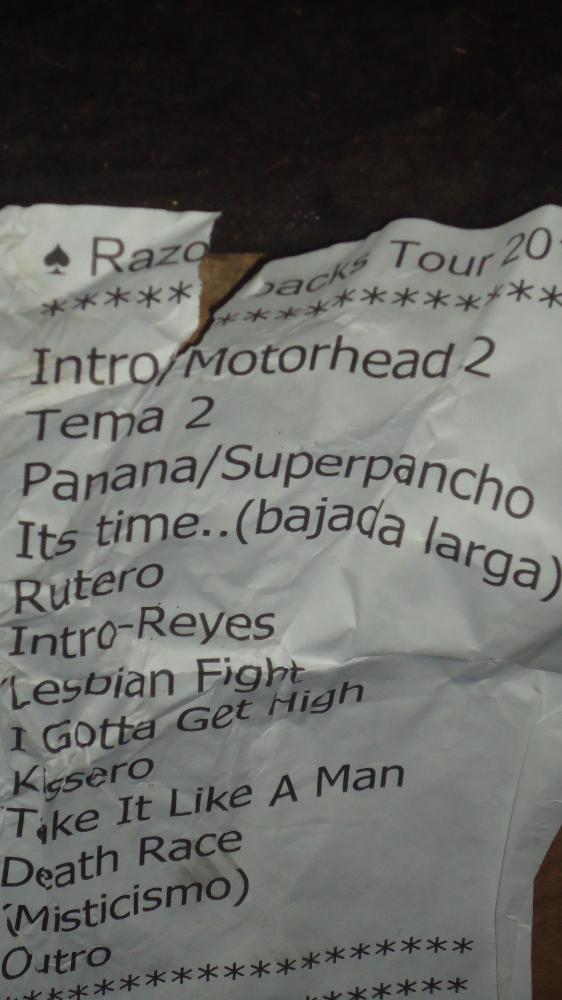 ♠ Razo backs Tour 20
***** ************
Intro/Motorhead 2
Tema 2
Panana/Superpancho
Its time..(bajada larga)
Rutero
Intro-Reyes
Lesbian Fight
I Gotta Get High
Kissero
Take It Like A Man
Death Race
(Misticismo)
Outro
********************
********